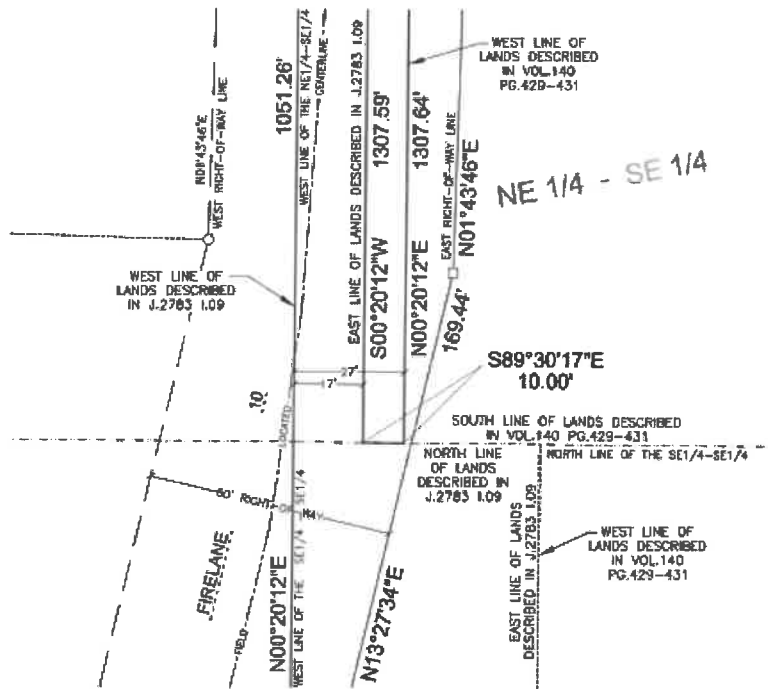 WEST LINE OF
LANDS DESCRIBED
IN VOL.140
PG.429-431
1051.26'
WEST LINE OF THE NE1/4-SE1/4
CENTERLINE
EAST LINE OF LANDS DESCRIBED IN J.2783 I.09
1307.59'
S00°20'12"W
1307.64'
N00°20'12"E
EAST RIGHT-OF-WAY LINE
N01°43'46"E
NE 1/4 - SE 1/4
WEST RIGHT-OF-WAY LINE
WEST LINE OF
LANDS DESCRIBED
IN J.2783 I.09
169.44'
S89°30'17"E
10.00'
27'
17'
10
LOCATED
SOUTH LINE OF LANDS DESCRIBED
IN VOL.140 PG.429-431
NORTH LINE OF THE SE1/4-SE1/4
NORTH LINE
OF LANDS
DESCRIBED IN
J.2783 I.09
RIGHT
FIRELANE
FIELD
N00°20'12"E
WEST LINE OF THE SE1/4 - SE1/4
N13°27'34"E
EAST LINE OF LANDS
DESCRIBED IN J.2783 I.09
WEST LINE OF
LANDS DESCRIBED
IN VOL.140
PG.429-431